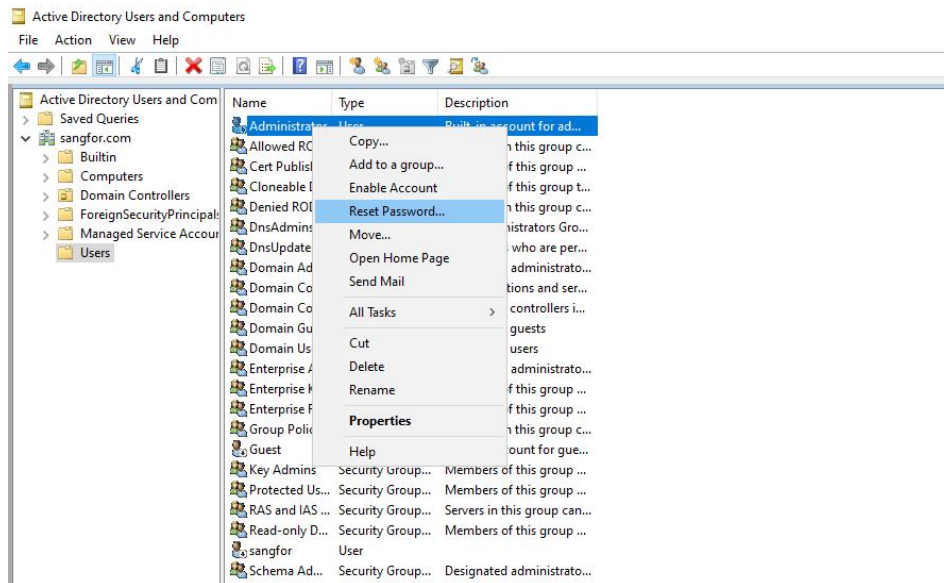 Active Directory Users and Computers
File Action View Help
Active Directory Users and Com
Saved Queries
sangfor.com
Builtin
Computers
Domain Controllers
ForeignSecurityPrincipals
Managed Service Accour
Users
Name Type Description
Administrator User Built-in account for ad...
Allowed RO n this group c...
Cert Publis f this group ...
Cloneable f this group t...
Denied ROD n this group c...
DnsAdmins nistrators Gro...
DnsUpdate who are per...
Domain Ad administrato...
Domain Co tions and ser...
Domain Co controllers i...
Domain Gu guests
Domain Us users
Enterprise A administrato...
Enterprise K f this group ...
Enterprise R f this group ...
Group Polic n this group c...
Guest ount for gue...
Key Admins Security Group... Members of this group ...
Protected Us... Security Group... Members of this group ...
RAS and IAS ... Security Group... Servers in this group can...
Read-only D... Security Group... Members of this group ...
sangfor User
Schema Ad... Security Group... Designated administrato...
Copy...
Add to a group...
Enable Account
Reset Password...
Move...
Open Home Page
Send Mail
All Tasks
Cut
Delete
Rename
Properties
Help